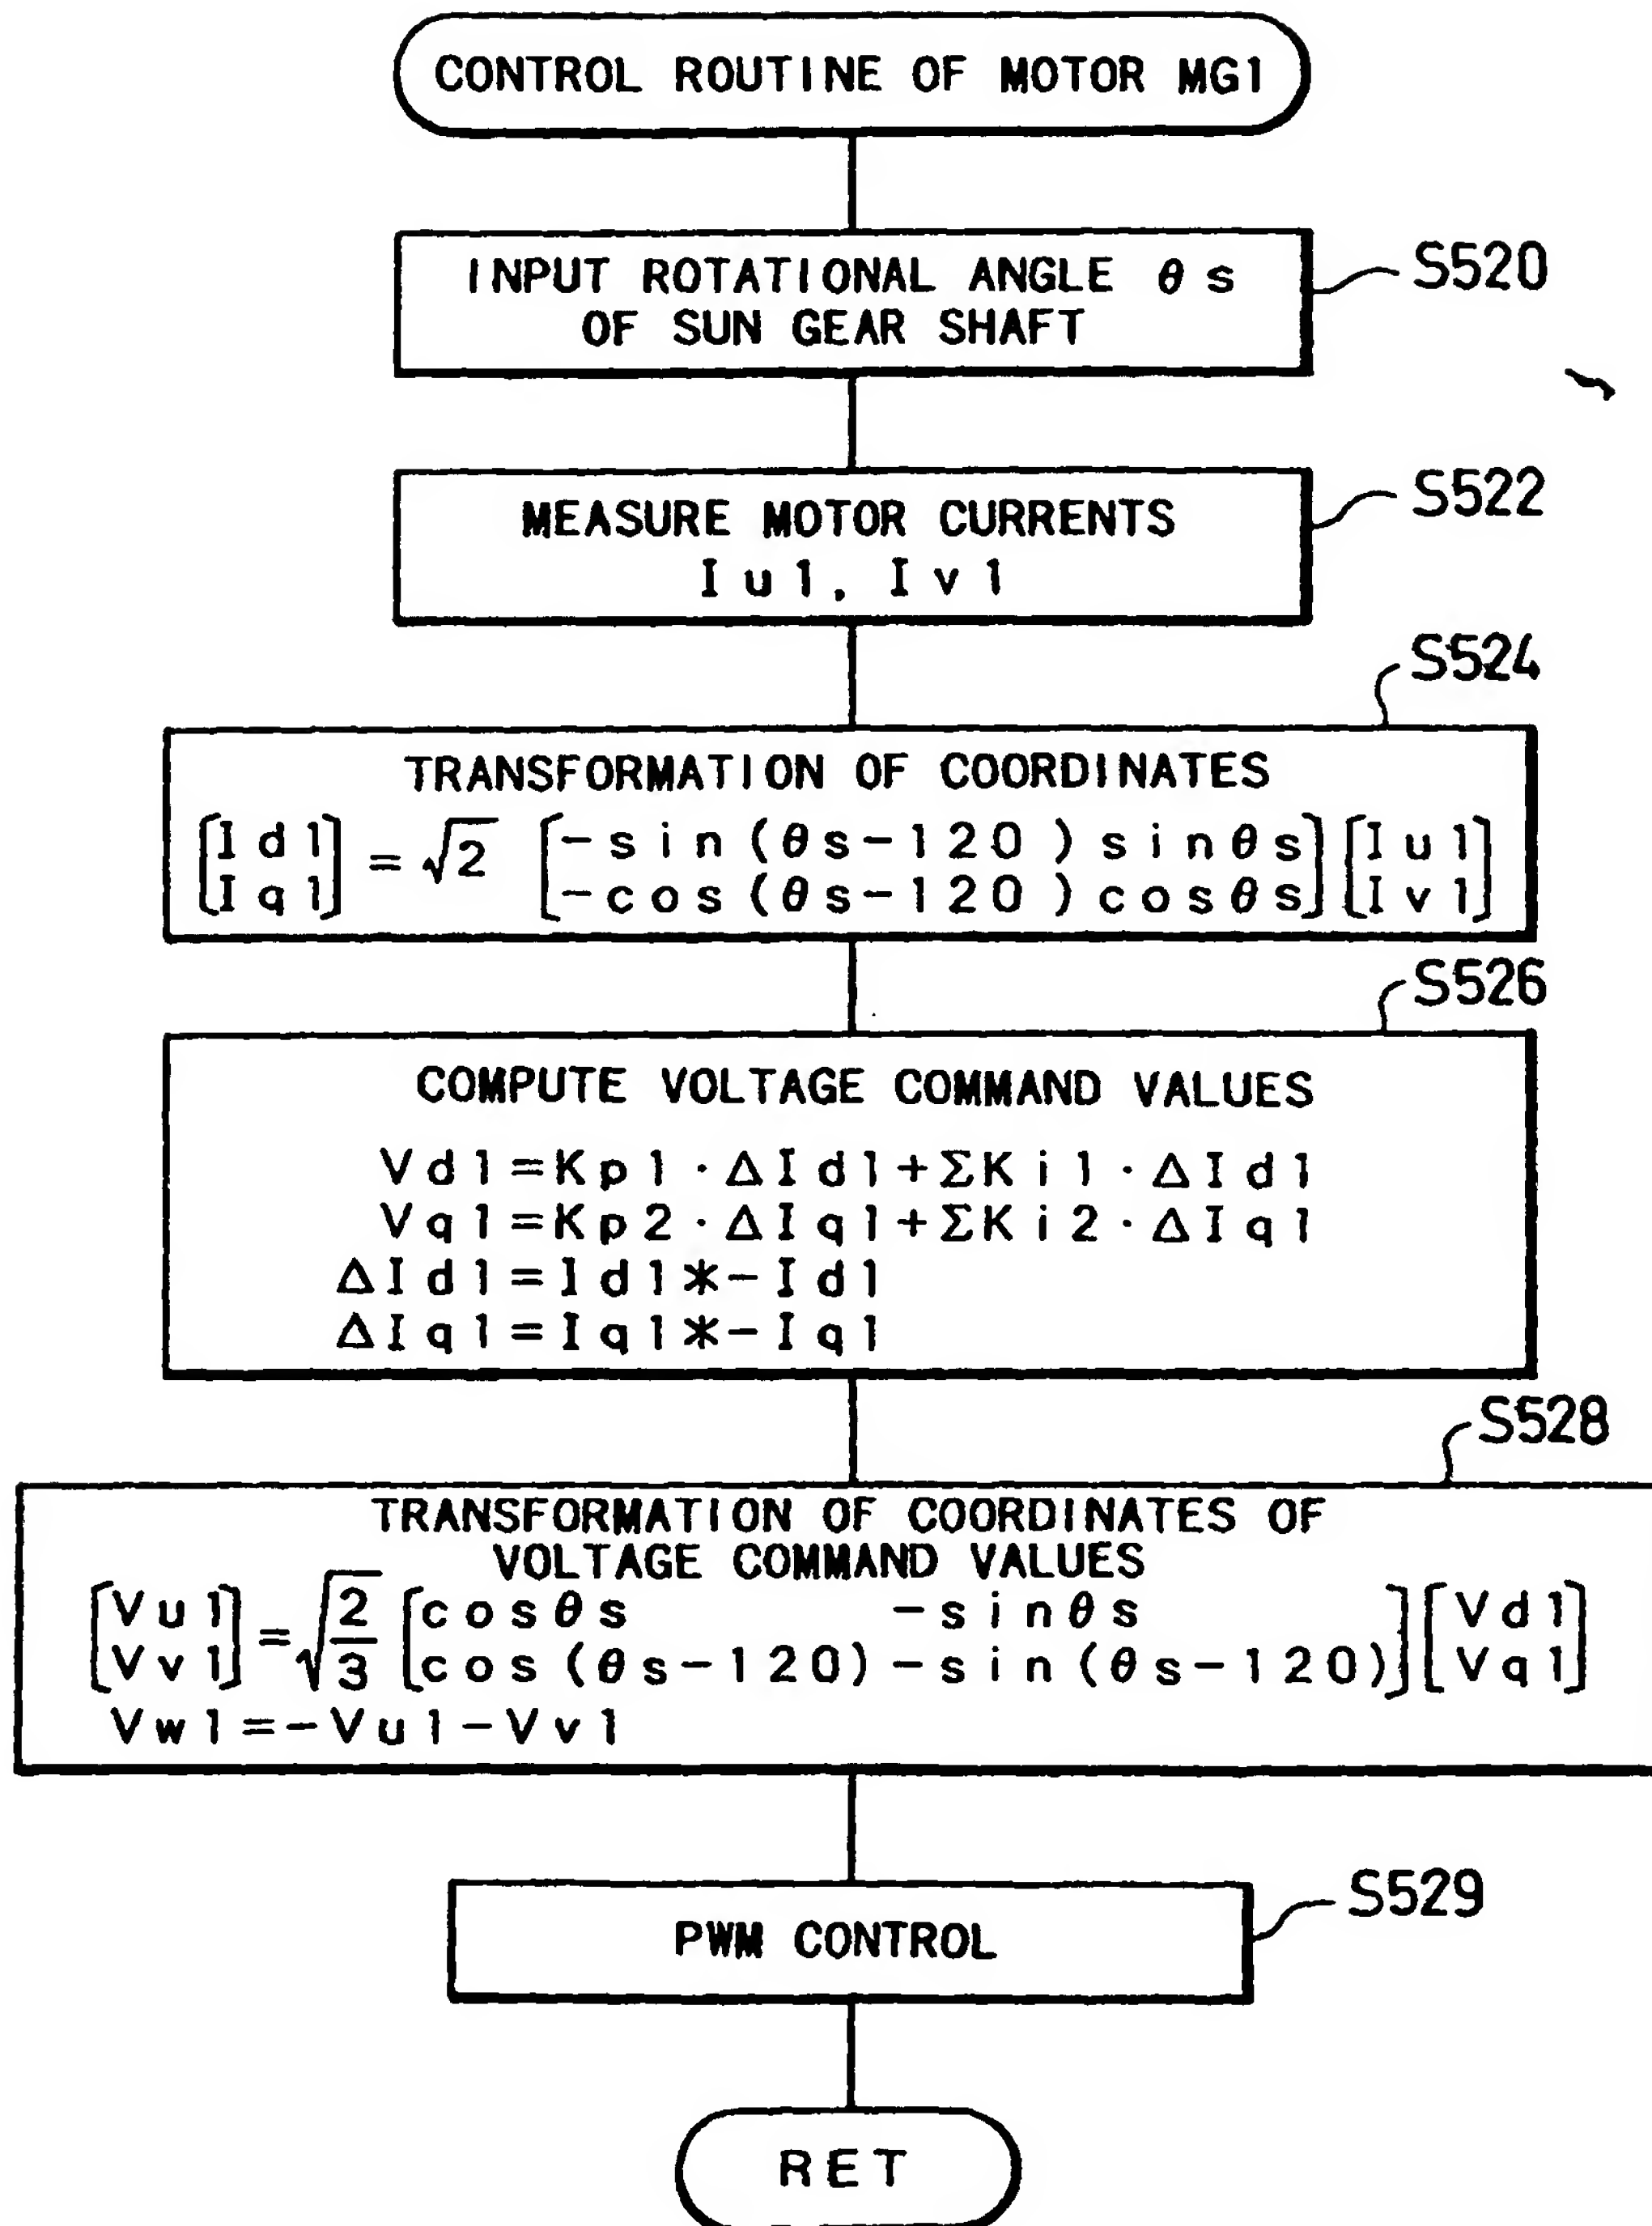 CONTROL ROUTINE OF MOTOR MG1
INPUT ROTATIONAL ANGLE θs
OF SUN GEAR SHAFT
S520
MEASURE MOTOR CURRENTS
Iu1, Iv1
S522
S524
TRANSFORMATION OF COORDINATES
[Id1] = √2 [-sin(θs-120) sinθs] [Iu1]
[Iq1] [-cos(θs-120) cosθs] [Iv1]
S526
COMPUTE VOLTAGE COMMAND VALUES
Vd1=Kp1·ΔId1+ΣKi1·ΔId1
Vq1=Kp2·ΔIq1+ΣKi2·ΔIq1
ΔId1=Id1*-Id1
ΔIq1=Iq1*-Iq1
S528
TRANSFORMATION OF COORDINATES OF
VOLTAGE COMMAND VALUES
[Vu1] = √2/3 [cosθs -sinθs] [Vd1]
[Vv1] [cos(θs-120) -sin(θs-120)] [Vq1]
Vw1=-Vu1-Vv1
PWM CONTROL
S529
RET